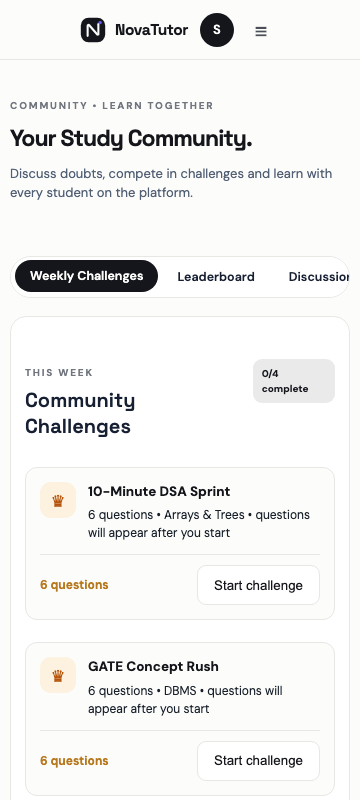 NovaTutor
S
COMMUNITY • LEARN TOGETHER
Your Study Community.
Discuss doubts, compete in challenges and learn with
every student on the platform.
Weekly Challenges
Leaderboard
Discussion
THIS WEEK
0/4
complete
Community
Challenges
10-Minute DSA Sprint
6 questions • Arrays & Trees • questions
will appear after you start
6 questions
Start challenge
GATE Concept Rush
6 questions • DBMS • questions will
appear after you start
6 questions
Start challenge